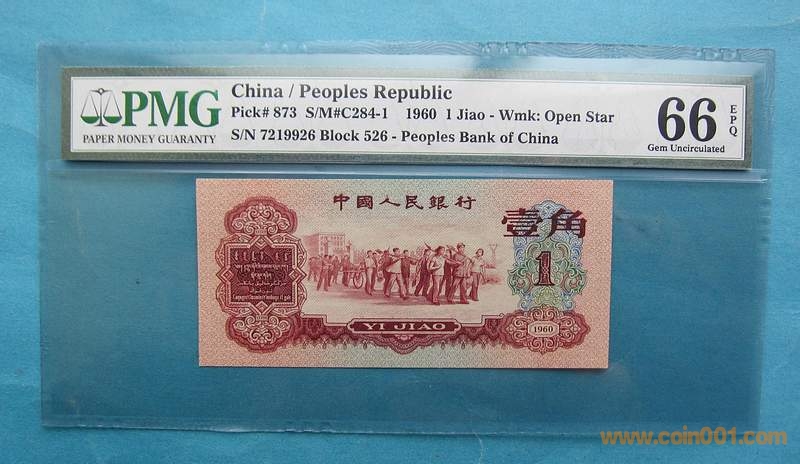 PMG
PAPER MONEY GUARANTY
China / Peoples Republic
Pick# 873 S/M#C284-1 1960 1 Jiao - Wmk: Open Star
S/N 7219926 Block 526 - Peoples Bank of China
66 EPQ
Gem Uncirculated
中國人民銀行
壹角
1
YI JIAO
1960
www.coin001.com